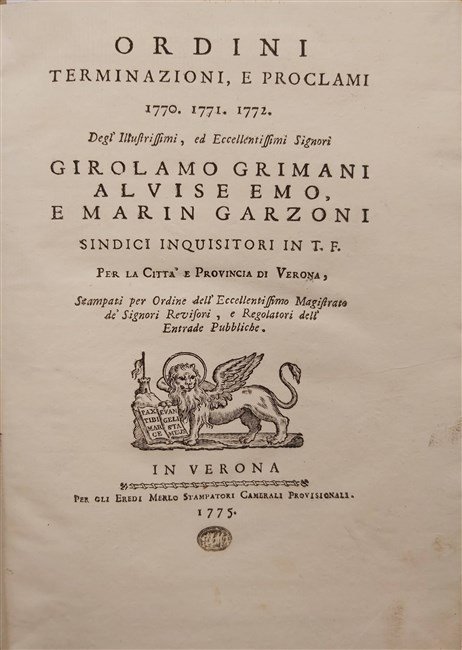 ORDINI
TERMINAZIONI, E PROCLAMI
1770. 1771. 1772.
Degl' Illuſtriſſimi, ed Eccellentiſſimi Signori
GIROLAMO GRIMANI
ALVISE EMO,
E MARIN GARZONI
SINDICI INQUISITORI IN T. F.
PER LA CITTA' E PROVINCIA DI VERONA,
Stampati per Ordine dell' Eccellentiſſimo Magiſtrato
de' Signori Reviſori, e Regolatori dell'
Entrade Pubbliche.
PAX
TIBI
MAR
CE
EVAN
GELI
STA
MEUS
IN VERONA
PER GLI EREDI MERLO STAMPATORI CAMERALI PROVISIONALI.
1775.